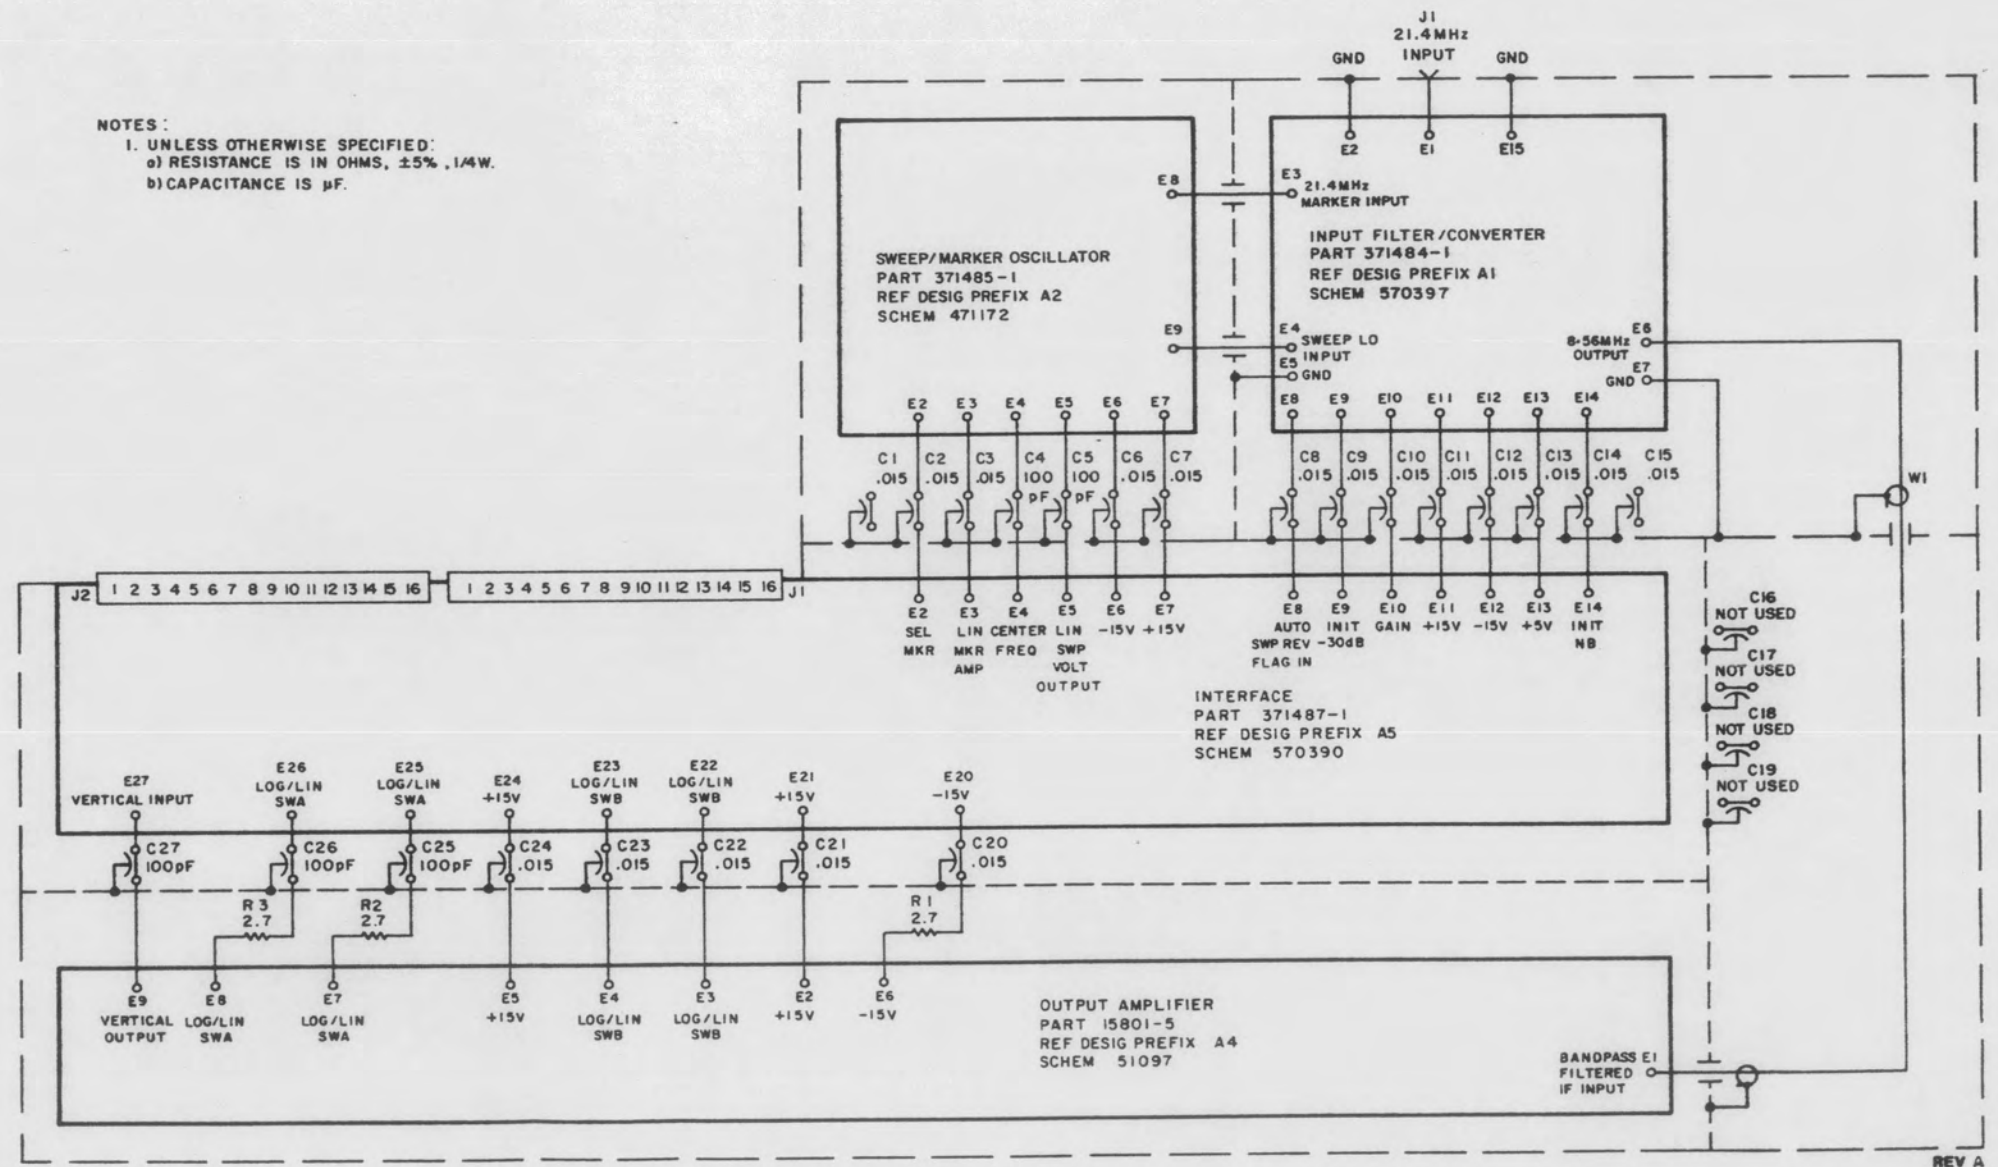 J1
21.4MHz
INPUT
GND
GND
NOTES:
1. UNLESS OTHERWISE SPECIFIED:
a) RESISTANCE IS IN OHMS, ±5%, 1/4W.
b) CAPACITANCE IS µF.
E2
E1
E15
E8
E3
21.4MHz
MARKER INPUT
SWEEP/MARKER OSCILLATOR
PART 371485-1
REF DESIG PREFIX A2
SCHEM 471172
INPUT FILTER/CONVERTER
PART 371484-1
REF DESIG PREFIX A1
SCHEM 570397
E9
E4
SWEEP LO
INPUT
E5
GND
E6
8.56MHz
OUTPUT
E7
GND
E2 E3 E4 E5 E6 E7
E8 E9 E10 E11 E12 E13 E14
C1 C2 C3 C4 C5 C6 C7
.015 .015 .015 100 100 .015 .015
pF pF
C8 C9 C10 C11 C12 C13 C14 C15
.015 .015 .015 .015 .015 .015 .015 .015
W1
J2
1 2 3 4 5 6 7 8 9 10 11 12 13 14 15 16
1 2 3 4 5 6 7 8 9 10 11 12 13 14 15 16
J1
E2
SEL
MKR
E3
LIN
MKR
AMP
E4
CENTER
FREQ
E5
LIN
SWP
VOLT
OUTPUT
E6
-15V
E7
+15V
E8
AUTO
SWP REV
FLAG IN
E9
INIT
-30dB
E10
GAIN
E11
+15V
E12
-15V
E13
+5V
E14
INIT
NB
C16
NOT USED
C17
NOT USED
C18
NOT USED
C19
NOT USED
INTERFACE
PART 371487-1
REF DESIG PREFIX A5
SCHEM 570390
E27
VERTICAL INPUT
E26
LOG/LIN
SWA
E25
LOG/LIN
SWA
E24
+15V
E23
LOG/LIN
SWB
E22
LOG/LIN
SWB
E21
+15V
E20
-15V
C27
100pF
C26
100pF
C25
100pF
C24
.015
C23
.015
C22
.015
C21
.015
C20
.015
R3
2.7
R2
2.7
R1
2.7
E9
VERTICAL
OUTPUT
E8
LOG/LIN
SWA
E7
LOG/LIN
SWA
E5
+15V
E4
LOG/LIN
SWB
E3
LOG/LIN
SWB
E2
+15V
E6
-15V
OUTPUT AMPLIFIER
PART 15801-5
REF DESIG PREFIX A4
SCHEM 51097
BANDPASS E1
FILTERED
IF INPUT
REV A